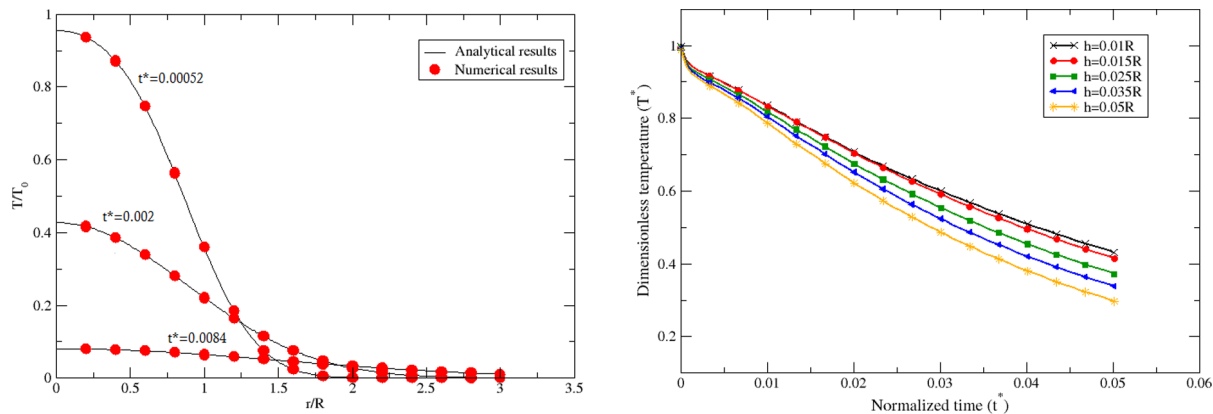 1
0.8
0.6
0.4
0.2
0
T/T0
0
0.5
1
1.5
2
2.5
3
3.5
r/R
Analytical results
Numerical results
t*=0.00052
t*=0.002
t*=0.0084
1
0.8
0.6
0.4
0.2
Dimensionless temperature (T*)
0
0.01
0.02
0.03
0.04
0.05
0.06
Normalized time (t*)
h=0.01R
h=0.015R
h=0.025R
h=0.035R
h=0.05R